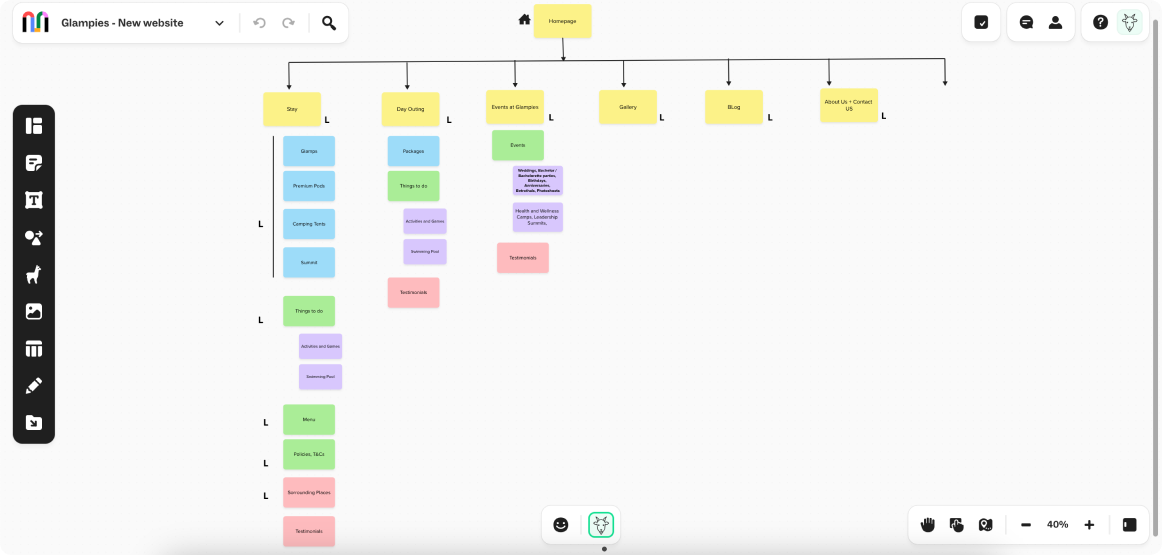 Glampies - New website
Homepage
Stay
L
Day Outing
L
Events at Glampies
L
Gallery
L
BLog
L
About Us + Contact
US
L
Glamps
Premium Pods
Camping Tents
Summit
L
Things to do
L
Activities and Games
Swimming Pool
Menu
L
Policies, T&Cs
L
Surrounding Places
L
Testimonials
Packages
Things to do
Activities and Games
Swimming Pool
Testimonials
Events
Weddings, Bachelor /
Bachelorette parties,
Birthdays,
Anniversaries,
Retreats, Photoshoots
Health and Wellness
Camps, Leadership
Summits,
Testimonials
T
40%